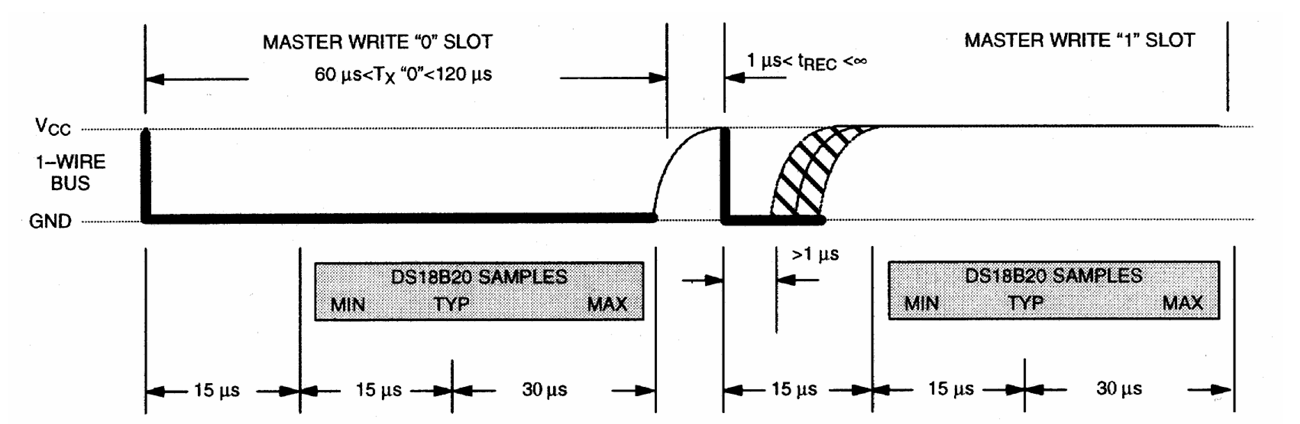 MASTER WRITE “0” SLOT
60 µs<TX “0”<120 µs
1 µs< tREC <∞
MASTER WRITE “1” SLOT
VCC
1–WIRE
BUS
GND
>1 µs
DS18B20 SAMPLES
MIN TYP MAX
DS18B20 SAMPLES
MIN TYP MAX
15 µs 15 µs 30 µs 15 µs 15 µs 30 µs